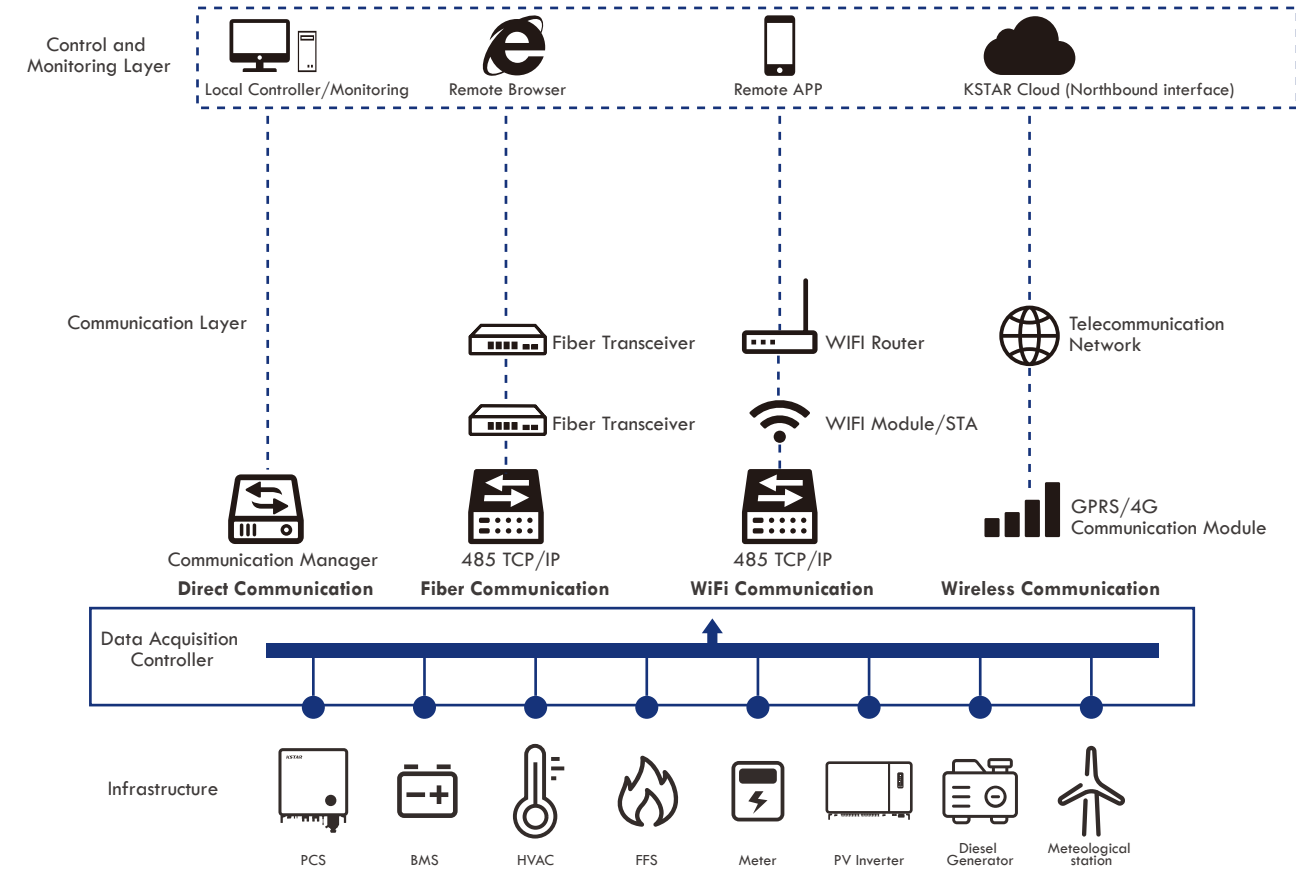 Control and
Monitoring Layer
Local Controller/Monitoring
Remote Browser
Remote APP
KSTAR Cloud (Northbound interface)
Communication Layer
Fiber Transceiver
WIFI Router
Telecommunication
Network
Fiber Transceiver
WIFI Module/STA
GPRS/4G
Communication Module
Communication Manager
485 TCP/IP
485 TCP/IP
Direct Communication
Fiber Communication
WiFi Communication
Wireless Communication
Data Acquisition
Controller
Infrastructure
KSTAR
PCS
BMS
HVAC
FFS
Meter
PV Inverter
Diesel
Generator
Meteological
station